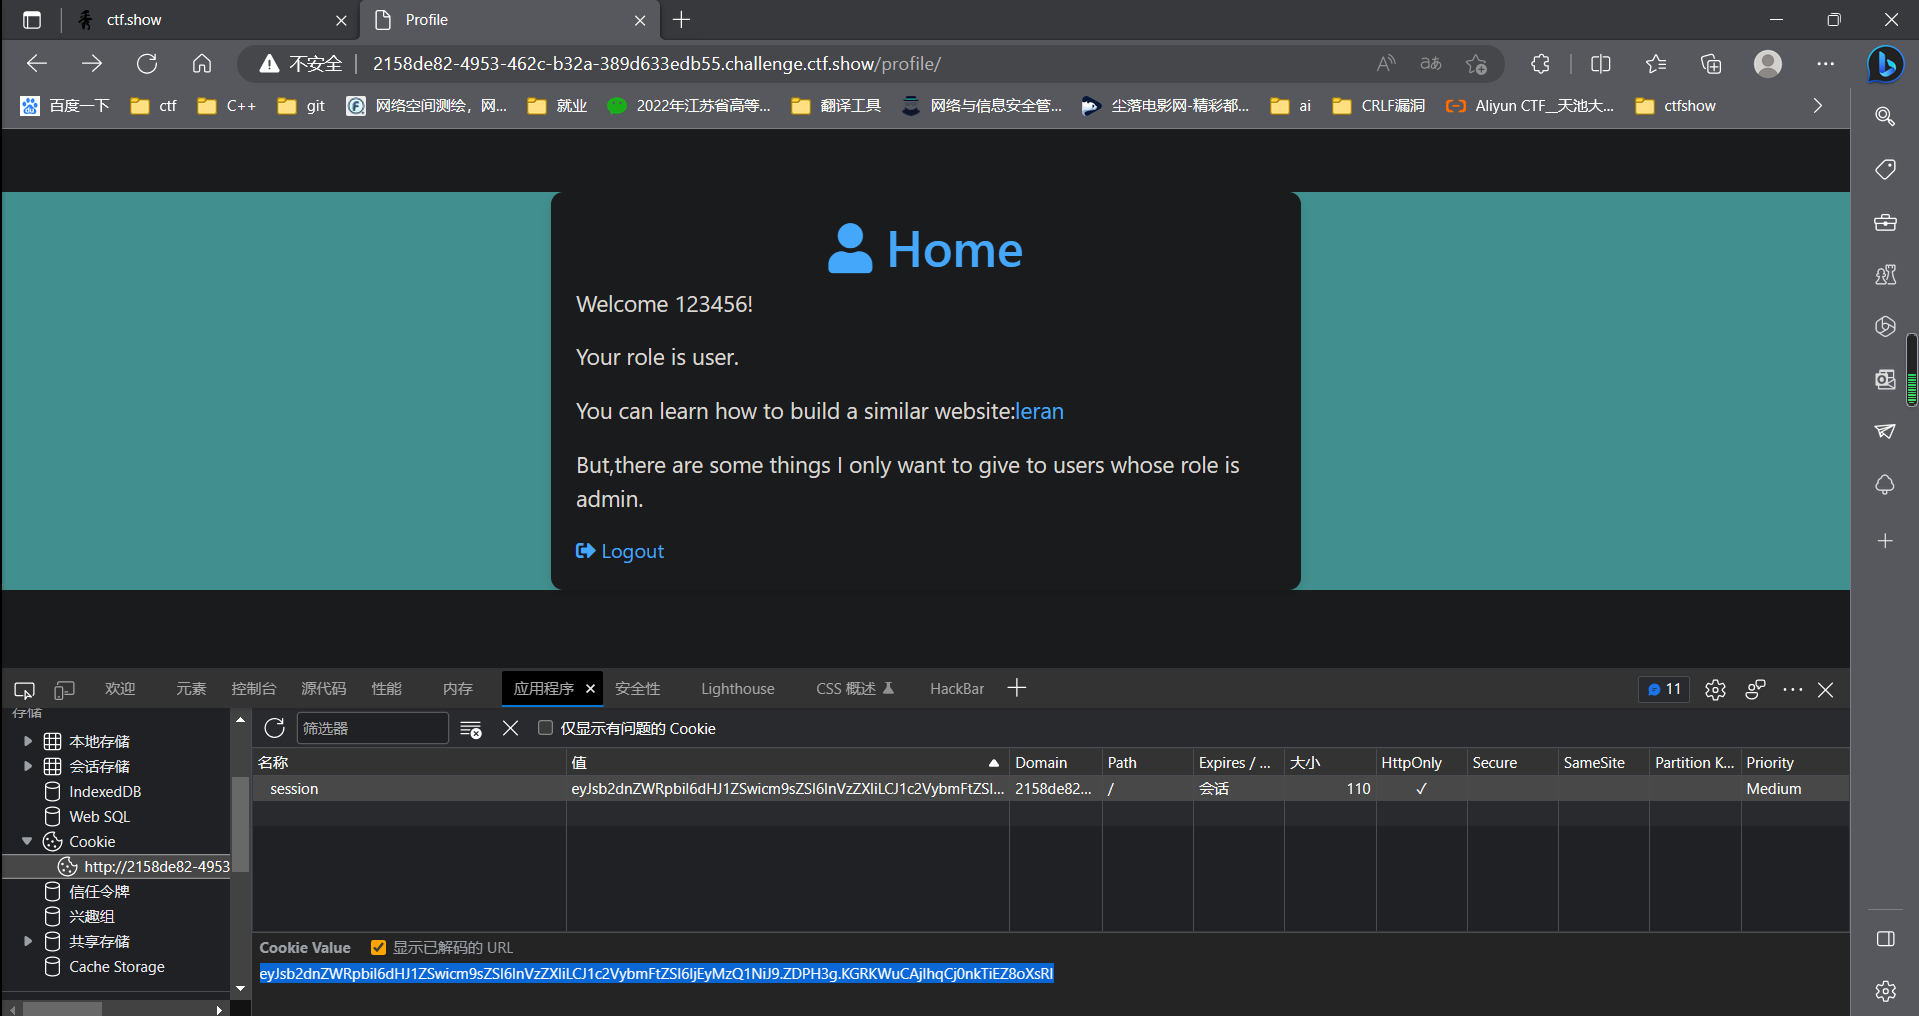 ctf.show
Profile
不安全
2158de82-4953-462c-b32a-389d633edb55.challenge.ctf.show/profile/
百度一下
ctf
C++
git
网络空间测绘，网...
就业
2022年江苏省高等...
翻译工具
网络与信息安全管...
尘落电影网-精彩都...
ai
CRLF漏洞
Aliyun CTF__天池大...
ctfshow
Home
Welcome 123456!
Your role is user.
You can learn how to build a similar website:leran
But,there are some things I only want to give to users whose role is
admin.
Logout
欢迎
元素
控制台
源代码
性能
内存
应用程序
安全性
Lighthouse
CSS 概述
HackBar
11
存储
本地存储
会话存储
IndexedDB
Web SQL
Cookie
http://2158de82-4953
信任令牌
兴趣组
共享存储
Cache Storage
筛选器
仅显示有问题的 Cookie
名称 值 Domain Path Expires / ... 大小 HttpOnly Secure SameSite Partition K... Priority
session eyJsb2dnZWRpbiI6dHJ1ZSwicm9sZSI6InVzZXIiLCJ1c2VybmFtZSI... 2158de82... / 会话 110 ✓ Medium
Cookie Value 显示已解码的 URL
eyJsb2dnZWRpbiI6dHJ1ZSwicm9sZSI6InVzZXIiLCJ1c2VybmFtZSI6IjEyMzQ1NiJ9.ZDPH3g.KGRKWuCAjIhqCj0nkTiEZ8oXsRI